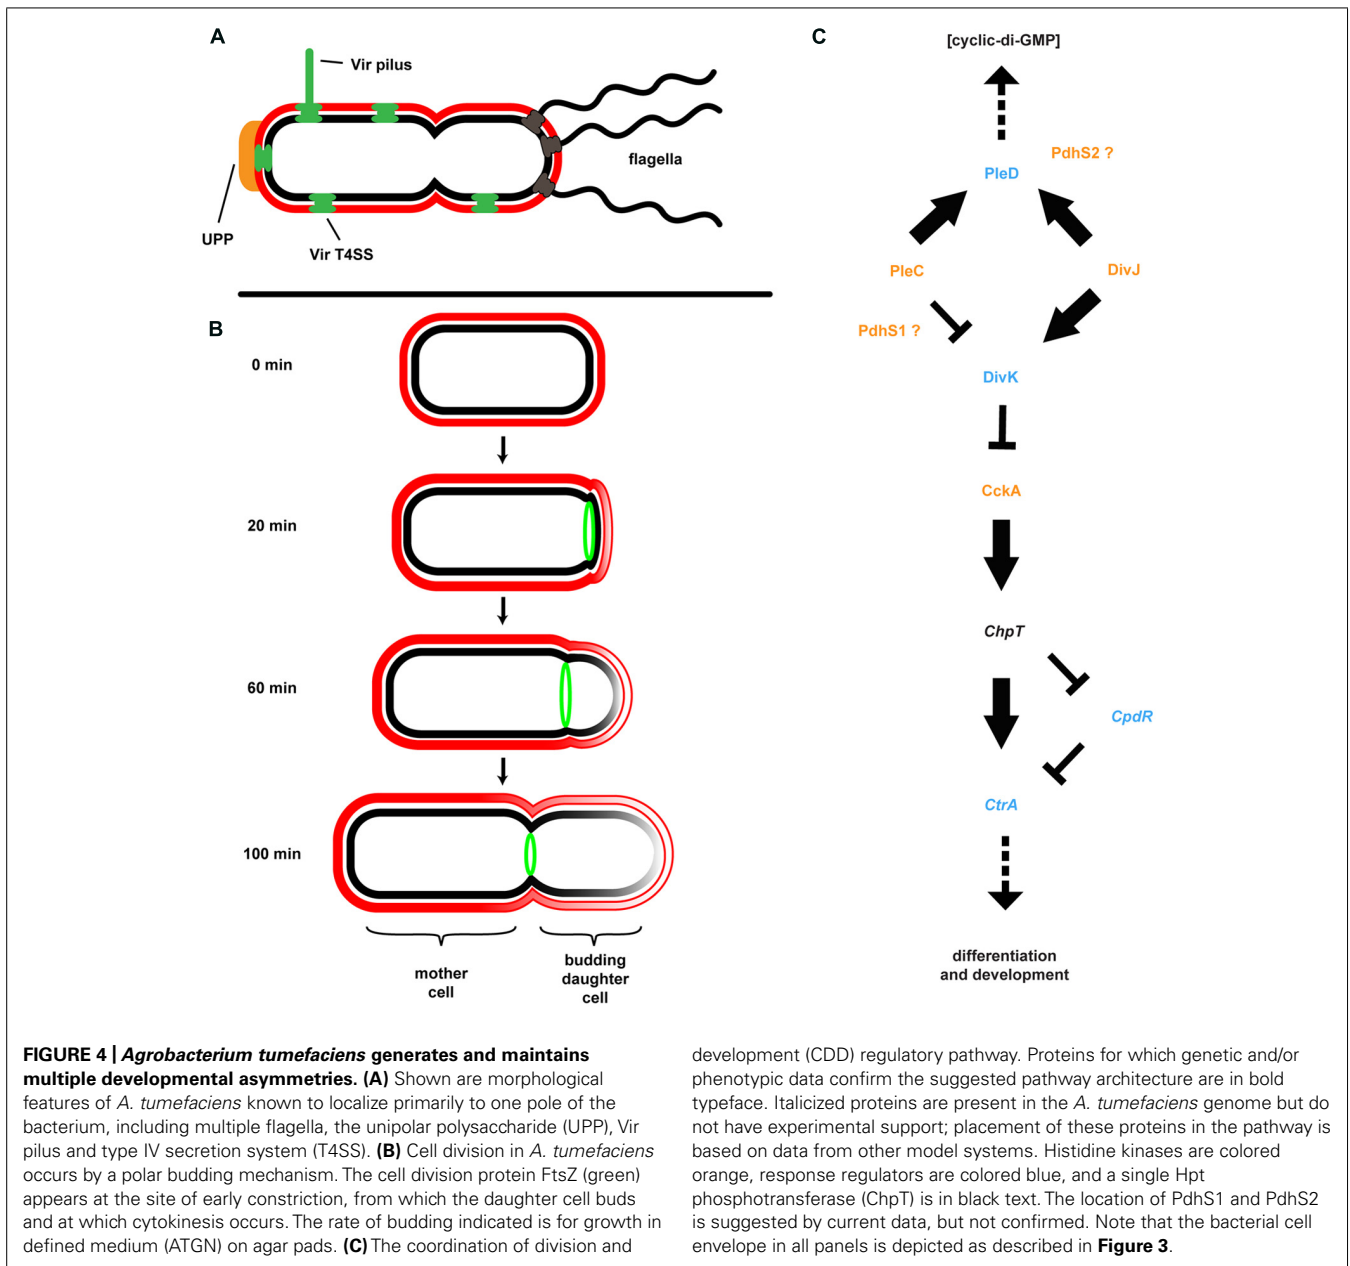 A
Vir pilus
flagella
UPP
Vir T4SS
B
0 min
20 min
60 min
100 min
mother
cell
budding
daughter
cell
C
[cyclic-di-GMP]
PdhS2 ?
PleD
PleC
DivJ
PdhS1 ?
DivK
CckA
ChpT
CpdR
CtrA
differentiation
and development
FIGURE 4 | Agrobacterium tumefaciens generates and maintains
multiple developmental asymmetries. (A) Shown are morphological
features of A. tumefaciens known to localize primarily to one pole of the
bacterium, including multiple flagella, the unipolar polysaccharide (UPP), Vir
pilus and type IV secretion system (T4SS). (B) Cell division in A. tumefaciens
occurs by a polar budding mechanism. The cell division protein FtsZ (green)
appears at the site of early constriction, from which the daughter cell buds
and at which cytokinesis occurs. The rate of budding indicated is for growth in
defined medium (ATGN) on agar pads. (C) The coordination of division and
development (CDD) regulatory pathway. Proteins for which genetic and/or
phenotypic data confirm the suggested pathway architecture are in bold
typeface. Italicized proteins are present in the A. tumefaciens genome but do
not have experimental support; placement of these proteins in the pathway is
based on data from other model systems. Histidine kinases are colored
orange, response regulators are colored blue, and a single Hpt
phosphotransferase (ChpT) is in black text. The location of PdhS1 and PdhS2
is suggested by current data, but not confirmed. Note that the bacterial cell
envelope in all panels is depicted as described in Figure 3.